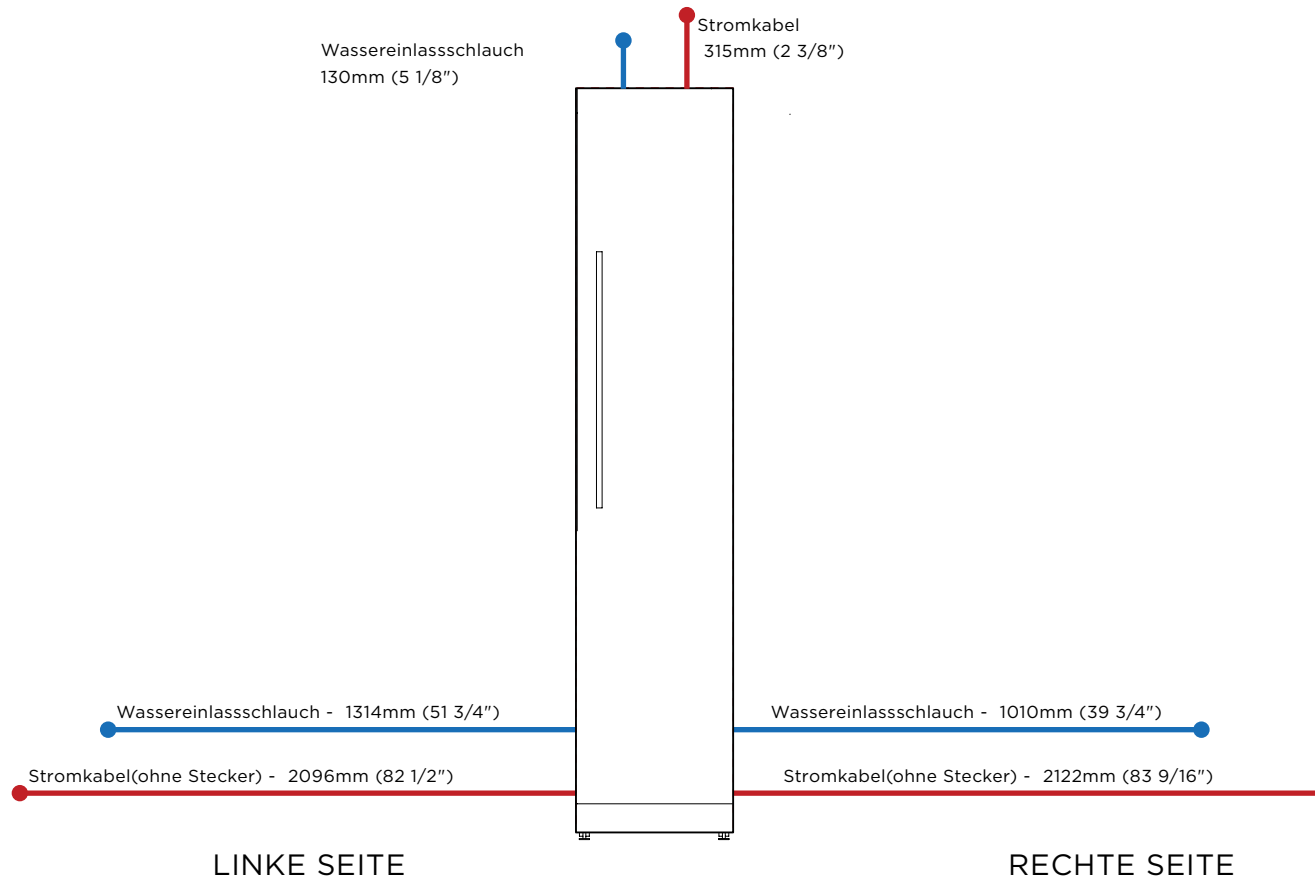 Stromkabel
315mm (2 3/8")
Wassereinlassschlauch
130mm (5 1/8")
Wassereinlassschlauch - 1314mm (51 3/4")
Wassereinlassschlauch - 1010mm (39 3/4")
Stromkabel(ohne Stecker) - 2096mm (82 1/2")
Stromkabel(ohne Stecker) - 2122mm (83 9/16")
LINKE SEITE
RECHTE SEITE